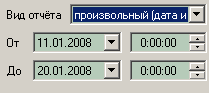 Вид отчёта произвольный (дата и
От 11.01.2008 0:00:00
До 20.01.2008 0:00:00